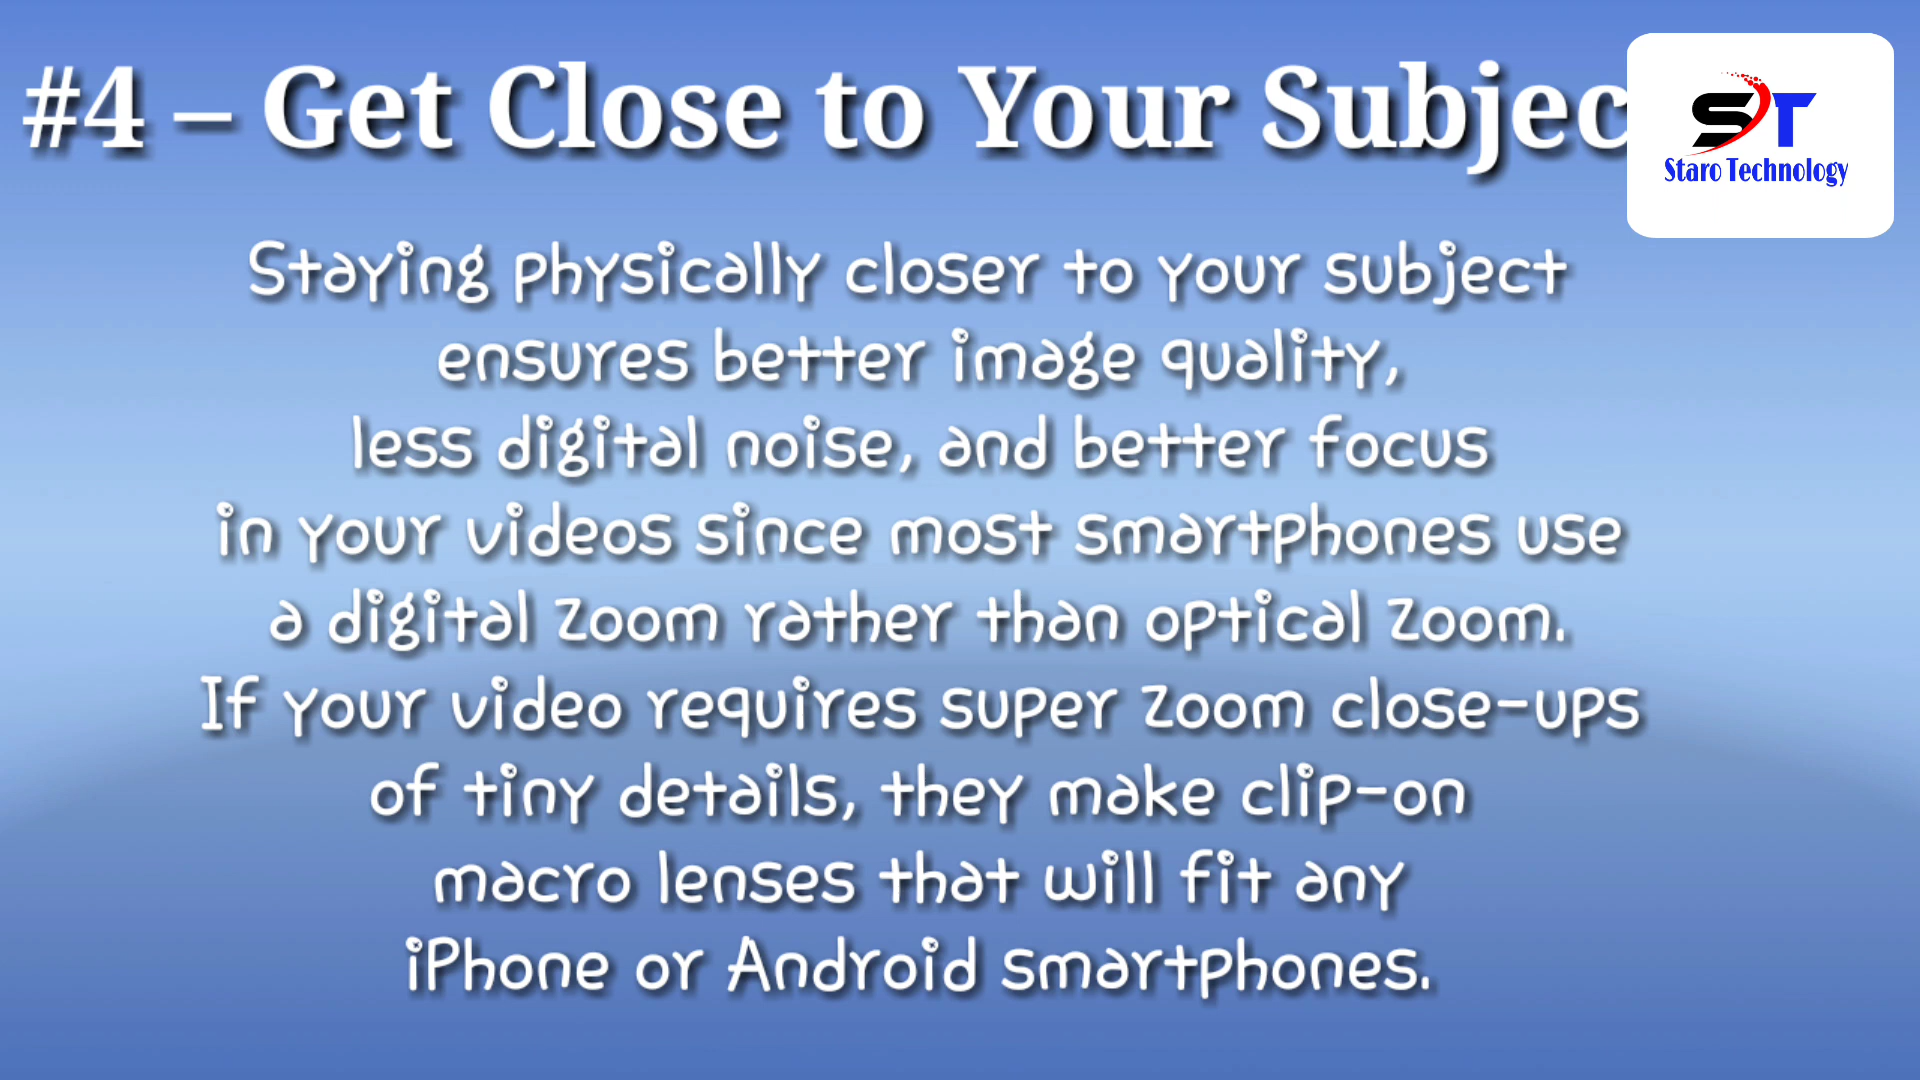 #4 – Get Close to Your Subjec
ST
Staro Technology
Staying physically closer to your subject
ensures better image quality,
less digital noise, and better focus
in your videos since most smartphones use
a digital zoom rather than optical zoom.
If your video requires super zoom close-ups
of tiny details, they make clip-on
macro lenses that will fit any
iPhone or Android smartphones.